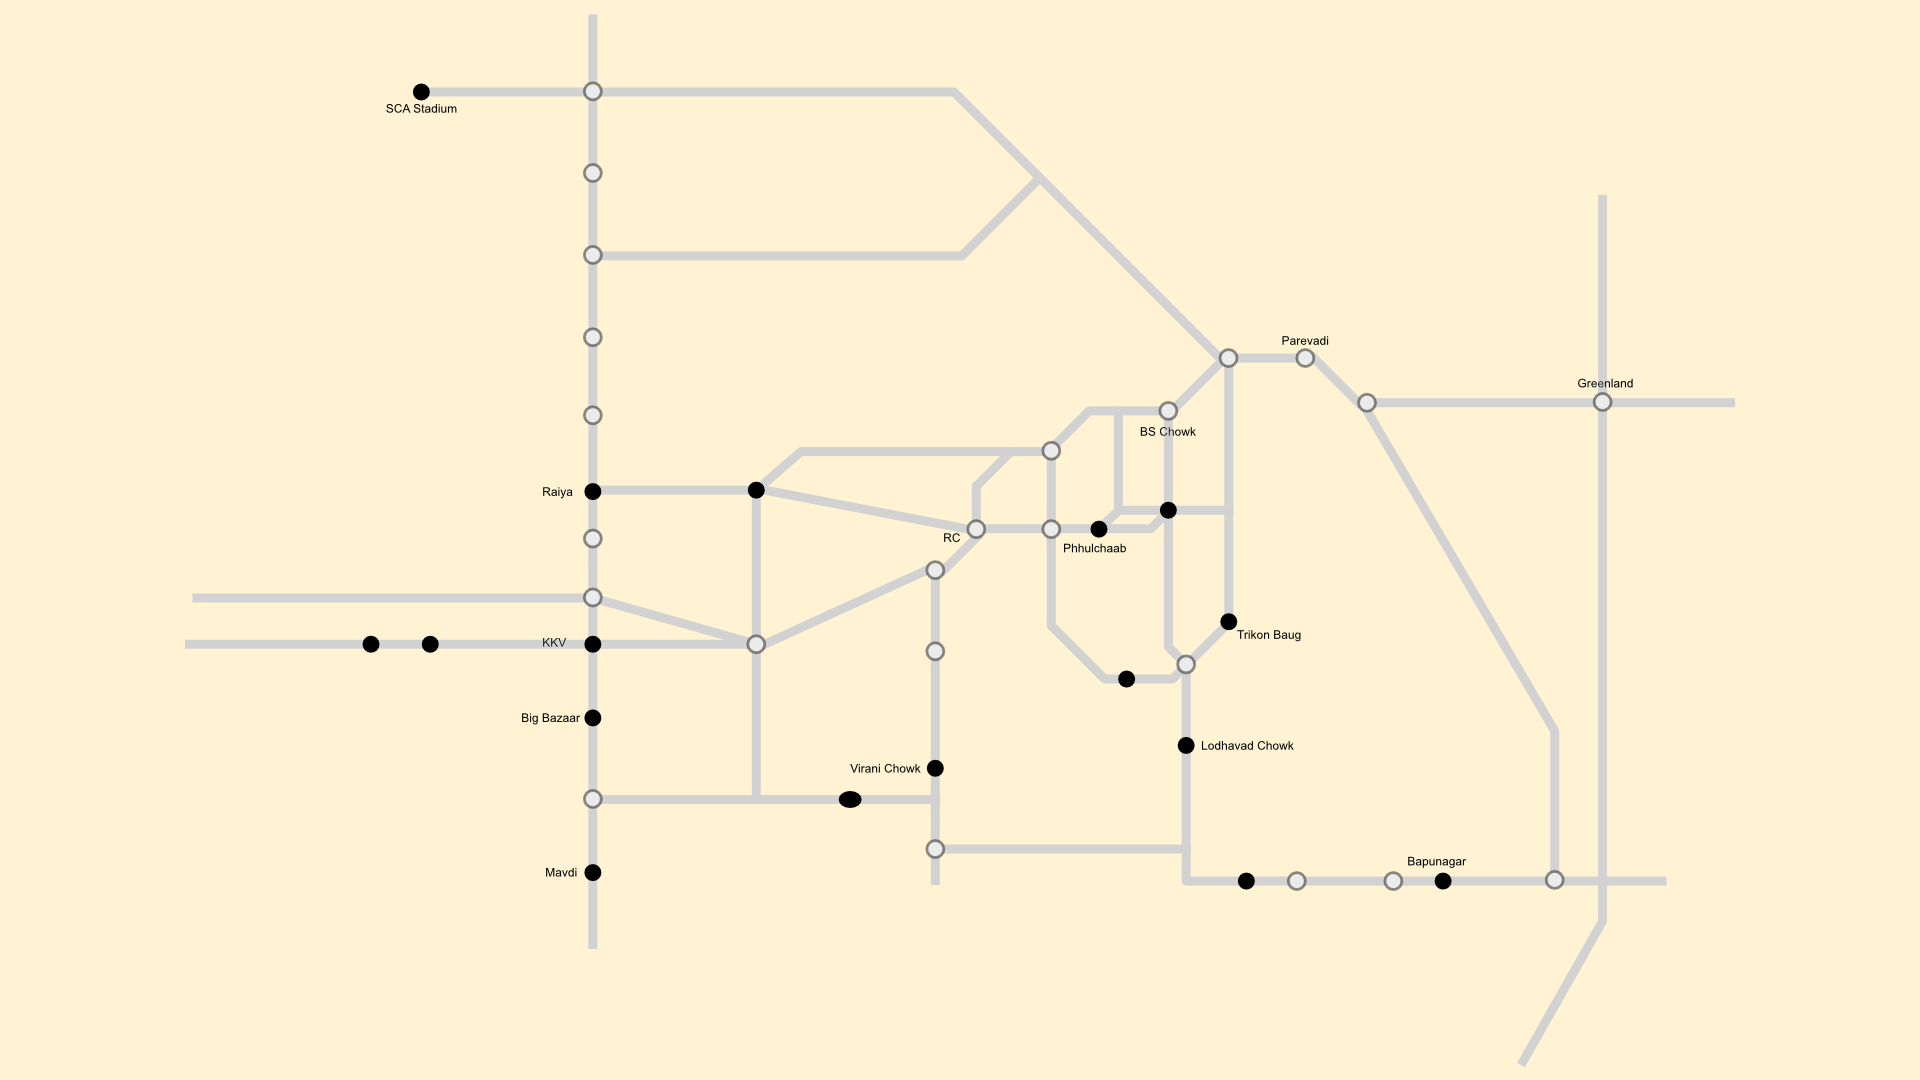 SCA Stadium
Parevadi
Greenland
BS Chowk
Raiya
RC
Phhulchaab
Trikon Baug
KKV
Big Bazaar
Lodhavad Chowk
Virani Chowk
Bapunagar
Mavdi